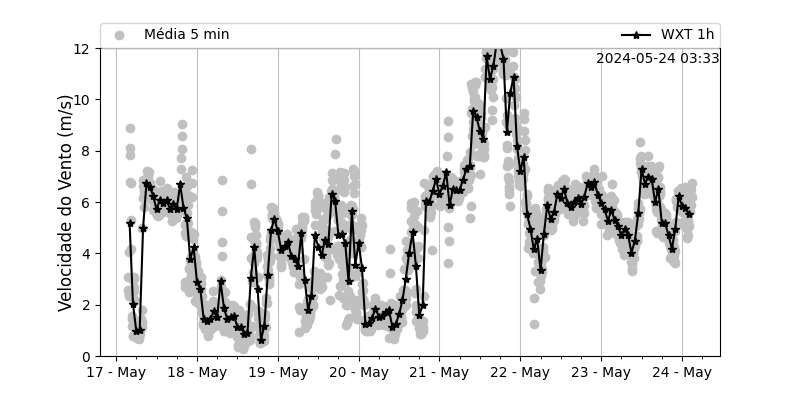 Média 5 min
WXT 1h
12
2024-05-24 03:33
10
8
6
4
2
0
Velocidade do Vento (m/s)
17 - May 18 - May 19 - May 20 - May 21 - May 22 - May 23 - May 24 - May